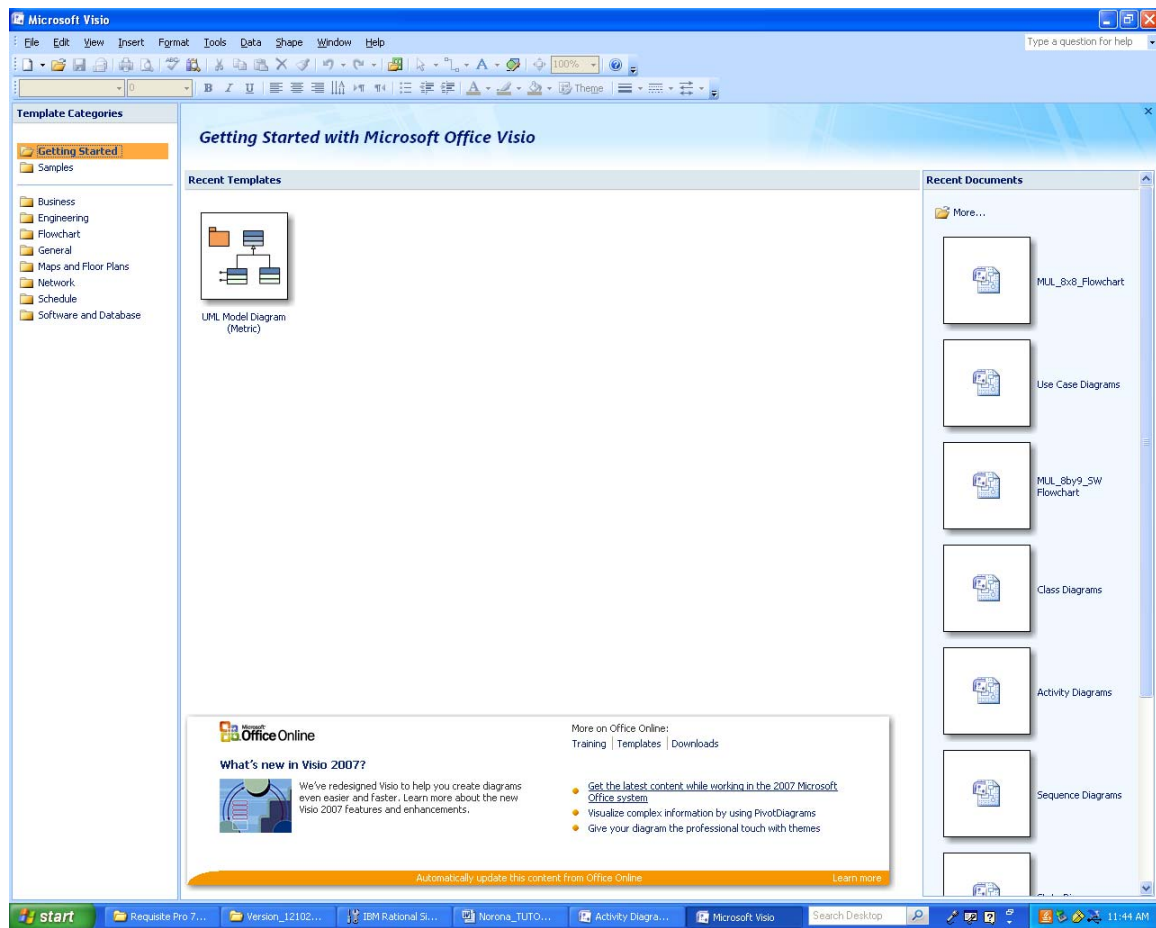 Microsoft Visio
File Edit View Insert Format Tools Data Shape Window Help
Type a question for help
100%
0
B I U
A
Theme
Template Categories
Getting Started
Samples
Business
Engineering
Flowchart
General
Maps and Floor Plans
Network
Schedule
Software and Database
Getting Started with Microsoft Office Visio
Recent Templates
UML Model Diagram
(Metric)
Recent Documents
More...
MUL_8x8_Flowchart
Use Case Diagrams
MUL_8by9_SW
Flowchart
Class Diagrams
Activity Diagrams
Sequence Diagrams
Microsoft
Office Online
What's new in Visio 2007?
We've redesigned Visio to help you create diagrams
even easier and faster. Learn more about the new
Visio 2007 features and enhancements.
More on Office Online:
Training | Templates | Downloads
Get the latest content while working in the 2007 Microsoft
Office system
Visualize complex information by using PivotDiagrams
Give your diagram the professional touch with themes
Automatically update this content from Office Online
Learn more
start
Requisite Pro 7...
Version_12102...
IBM Rational Si...
Norona_TUTO...
Activity Diagra...
Microsoft Visio
Search Desktop
11:44 AM